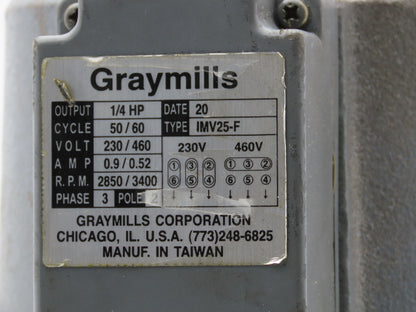 Graymills
OUTPUT 1/4 HP DATE 20
CYCLE 50/60 TYPE IMV25-F
VOLT 230/460 230V 460V
AMP 0.9/0.52 ① ③ ② ① ③ ②
R.P.M. 2850/3400 ⑥ ⑤ ④ ⑥ ⑤ ④
PHASE 3 POLE 2
GRAYMILLS CORPORATION
CHICAGO, IL. U.S.A. (773)248-6825
MANUF. IN TAIWAN